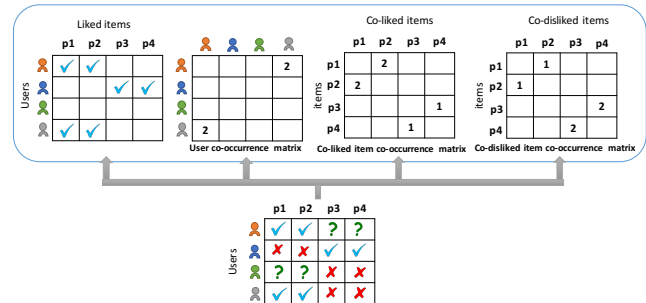 Liked items
Co-liked items
Co-disliked items
p1 p2 p3 p4
p1 p2 p3 p4
p1 p2 p3 p4
Users
2
2
User co-occurrence matrix
items
p1 2
p2 2
p3 1
p4 1
Co-liked item co-occurrence matrix
items
p1 1
p2 1
p3 2
p4 2
Co-disliked item co-occurrence matrix
p1 p2 p3 p4
Users
? ?
? ?